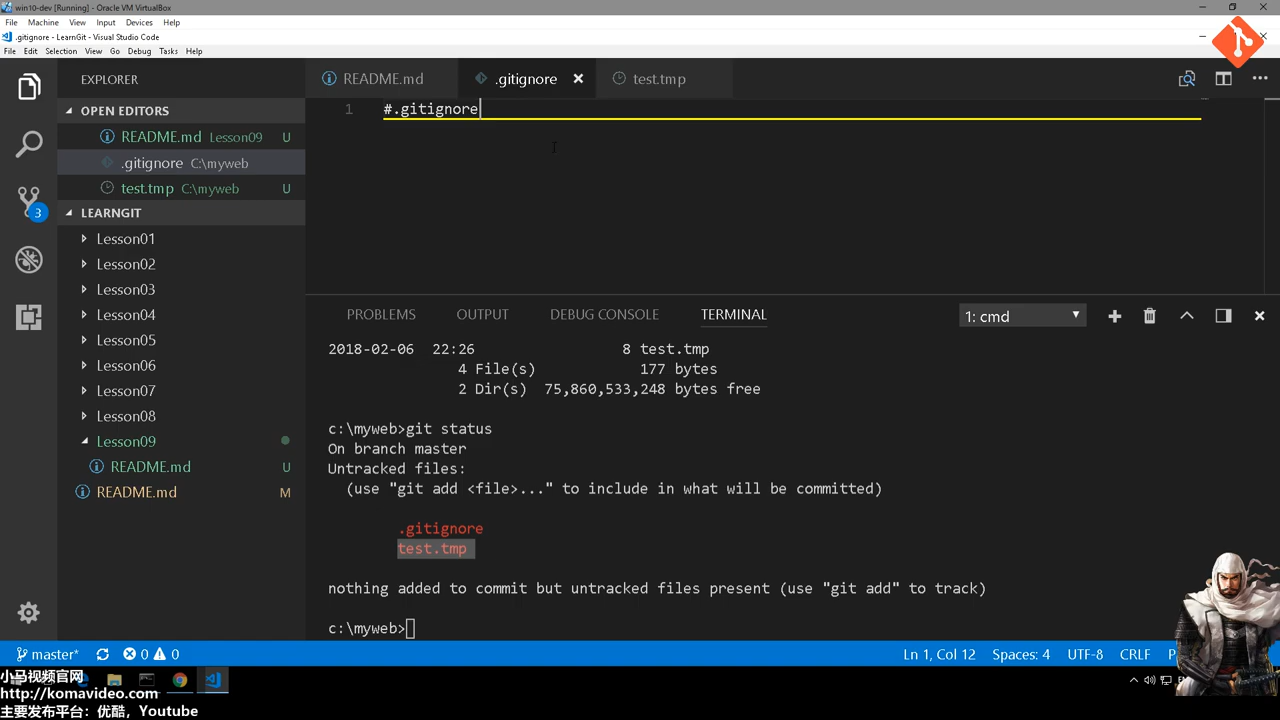 win10-dev [Running] - Oracle VM VirtualBox
File Machine View Input Devices Help
.gitignore - LearnGit - Visual Studio Code
File Edit Selection View Go Debug Tasks Help
EXPLORER
README.md .gitignore test.tmp
OPEN EDITORS
README.md Lesson09 U
.gitignore C:\myweb
test.tmp C:\myweb U
3
LEARNGIT
Lesson01
Lesson02
Lesson03
Lesson04
Lesson05
Lesson06
Lesson07
Lesson08
Lesson09
README.md U
README.md M
1 #.gitignore
PROBLEMS OUTPUT DEBUG CONSOLE TERMINAL
1: cmd
2018-02-06 22:26 8 test.tmp
4 File(s) 177 bytes
2 Dir(s) 75,860,533,248 bytes free
c:\myweb>git status
On branch master
Untracked files:
(use "git add <file>..." to include in what will be committed)
.gitignore
test.tmp
nothing added to commit but untracked files present (use "git add" to track)
c:\myweb>
master* 0 0 Ln 1, Col 12 Spaces: 4 UTF-8 CRLF
小马视频官网
http://komavideo.com
主要发布平台：优酷，Youtube